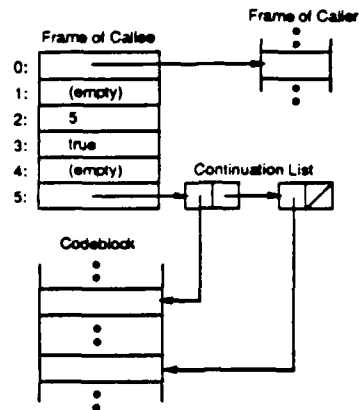 Frame of Caller
Frame of Callee
0:
1: (empty)
2: 5
3: true
4: (empty)
5:
Continuation List
Codeblock